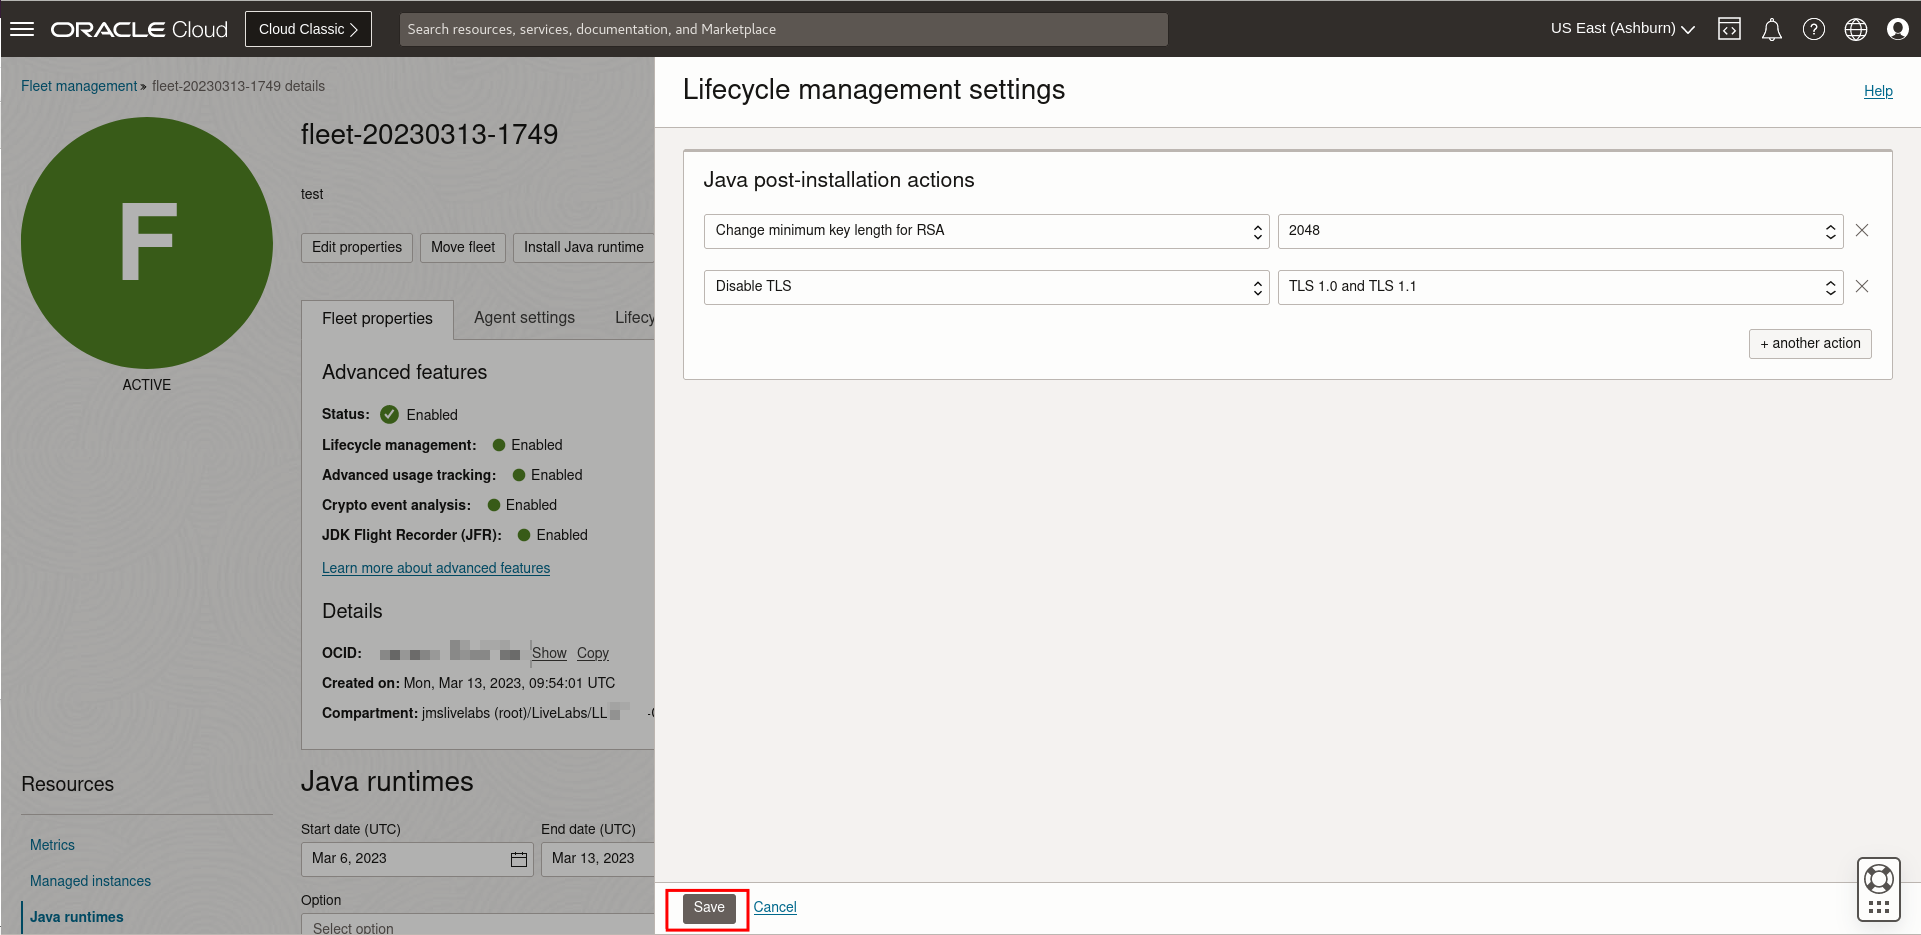 ORACLE Cloud
Cloud Classic
Search resources, services, documentation, and Marketplace
US East (Ashburn)
Fleet management » fleet-20230313-1749 details
F
ACTIVE
fleet-20230313-1749
test
Edit properties
Move fleet
Install Java runtime
Fleet properties
Agent settings
Lifecy
Advanced features
Status: Enabled
Lifecycle management: Enabled
Advanced usage tracking: Enabled
Crypto event analysis: Enabled
JDK Flight Recorder (JFR): Enabled
Learn more about advanced features
Details
OCID: Show Copy
Created on: Mon, Mar 13, 2023, 09:54:01 UTC
Compartment: jmslivelabs (root)/LiveLabs/LL
Resources
Metrics
Managed instances
Java runtimes
Java runtimes
Start date (UTC)
End date (UTC)
Mar 6, 2023
Mar 13, 2023
Option
Select option
Lifecycle management settings
Help
Java post-installation actions
Change minimum key length for RSA
2048
Disable TLS
TLS 1.0 and TLS 1.1
+ another action
Save
Cancel